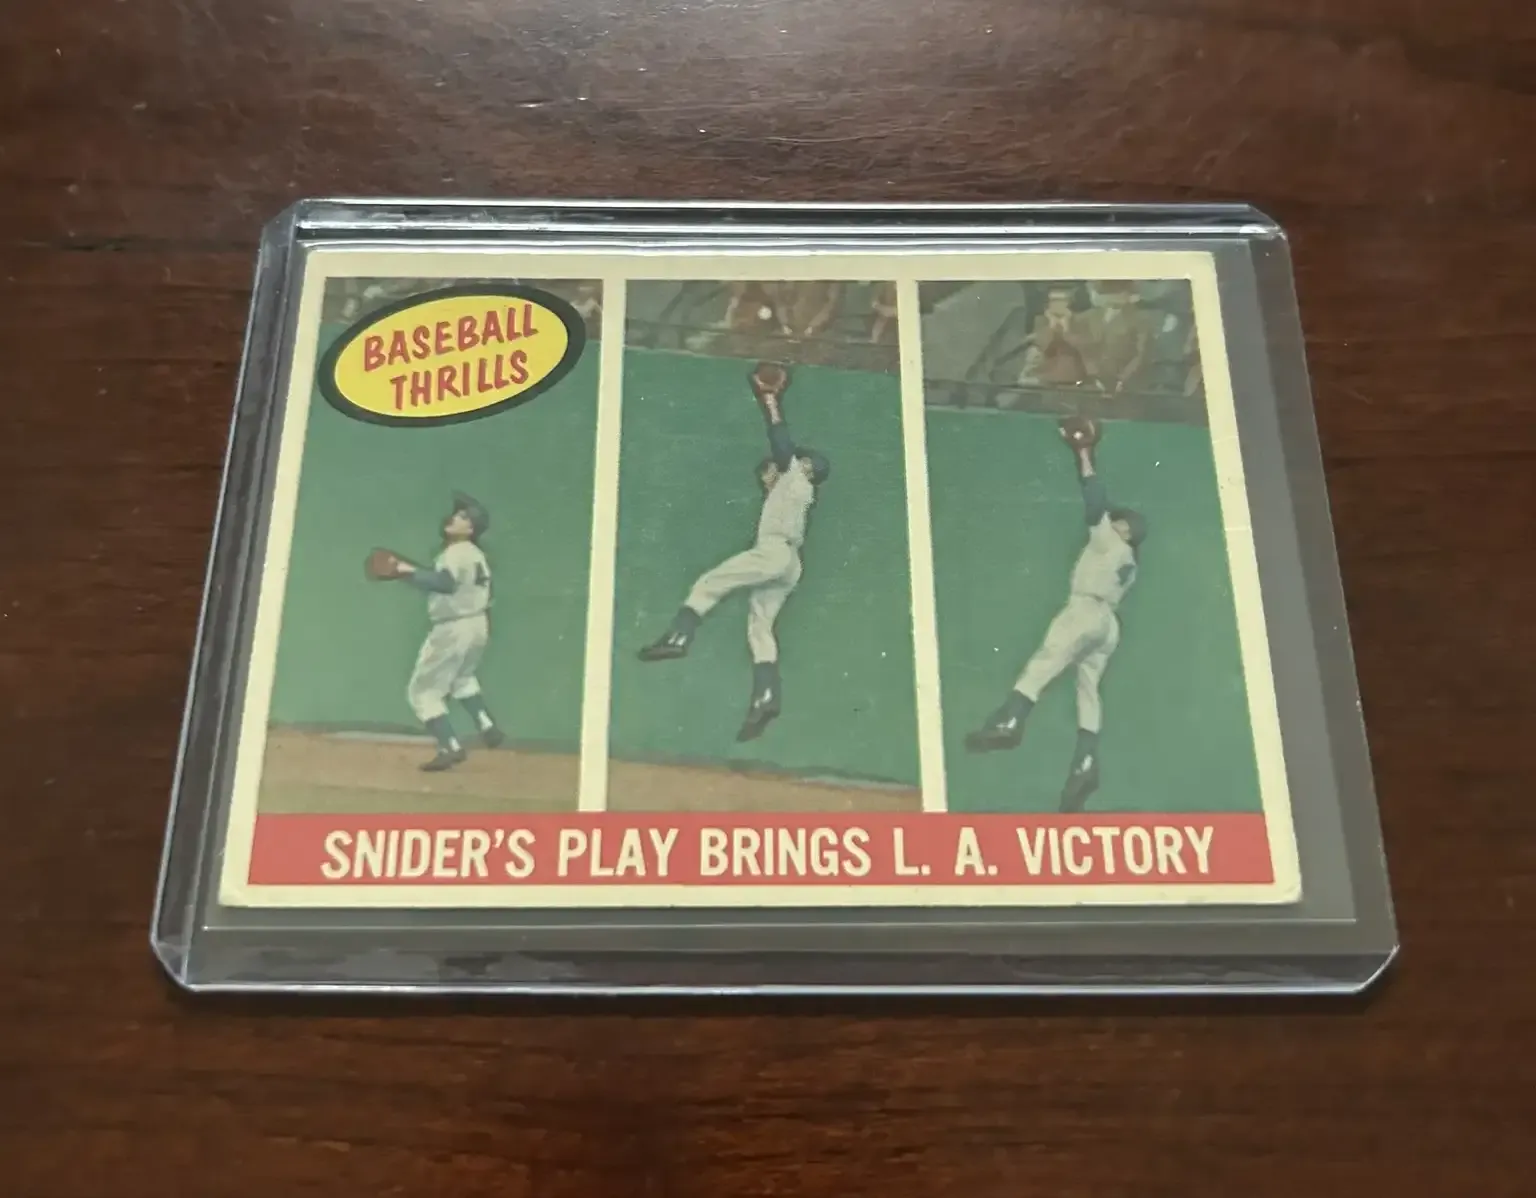 BASEBALL
THRILLS
SNIDER'S PLAY BRINGS L. A. VICTORY